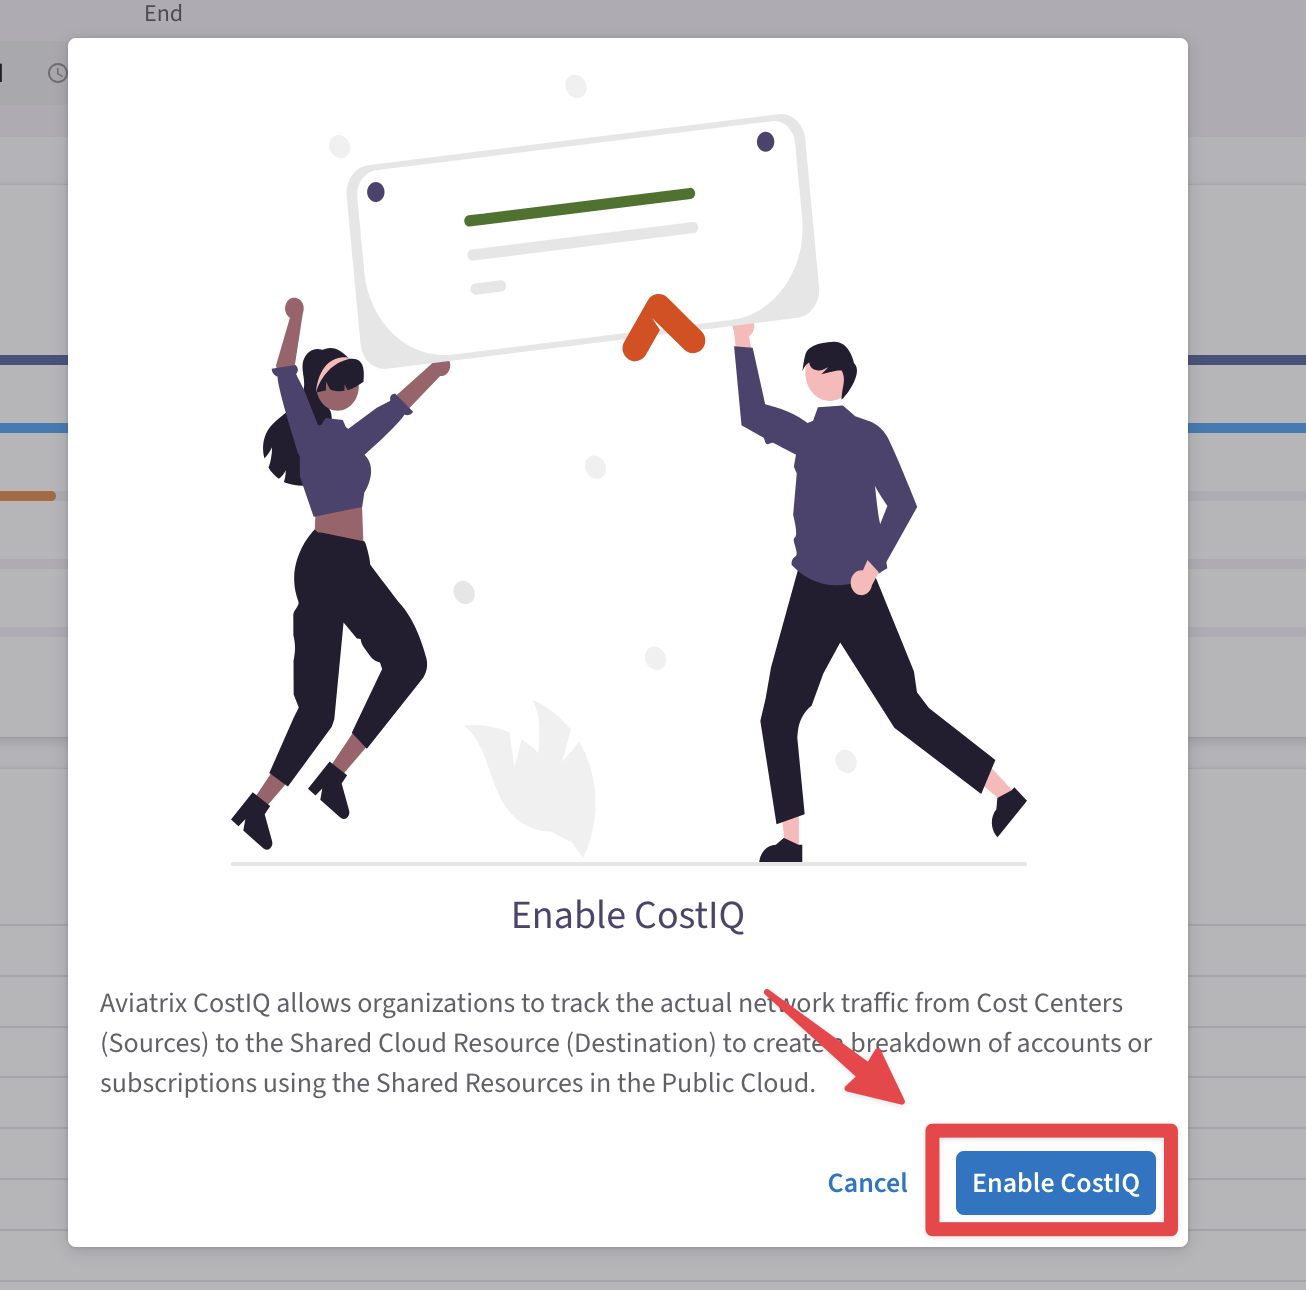 End
Enable CostIQ
Aviatrix CostIQ allows organizations to track the actual network traffic from Cost Centers
(Sources) to the Shared Cloud Resource (Destination) to create a breakdown of accounts or
subscriptions using the Shared Resources in the Public Cloud.
Cancel
Enable CostIQ